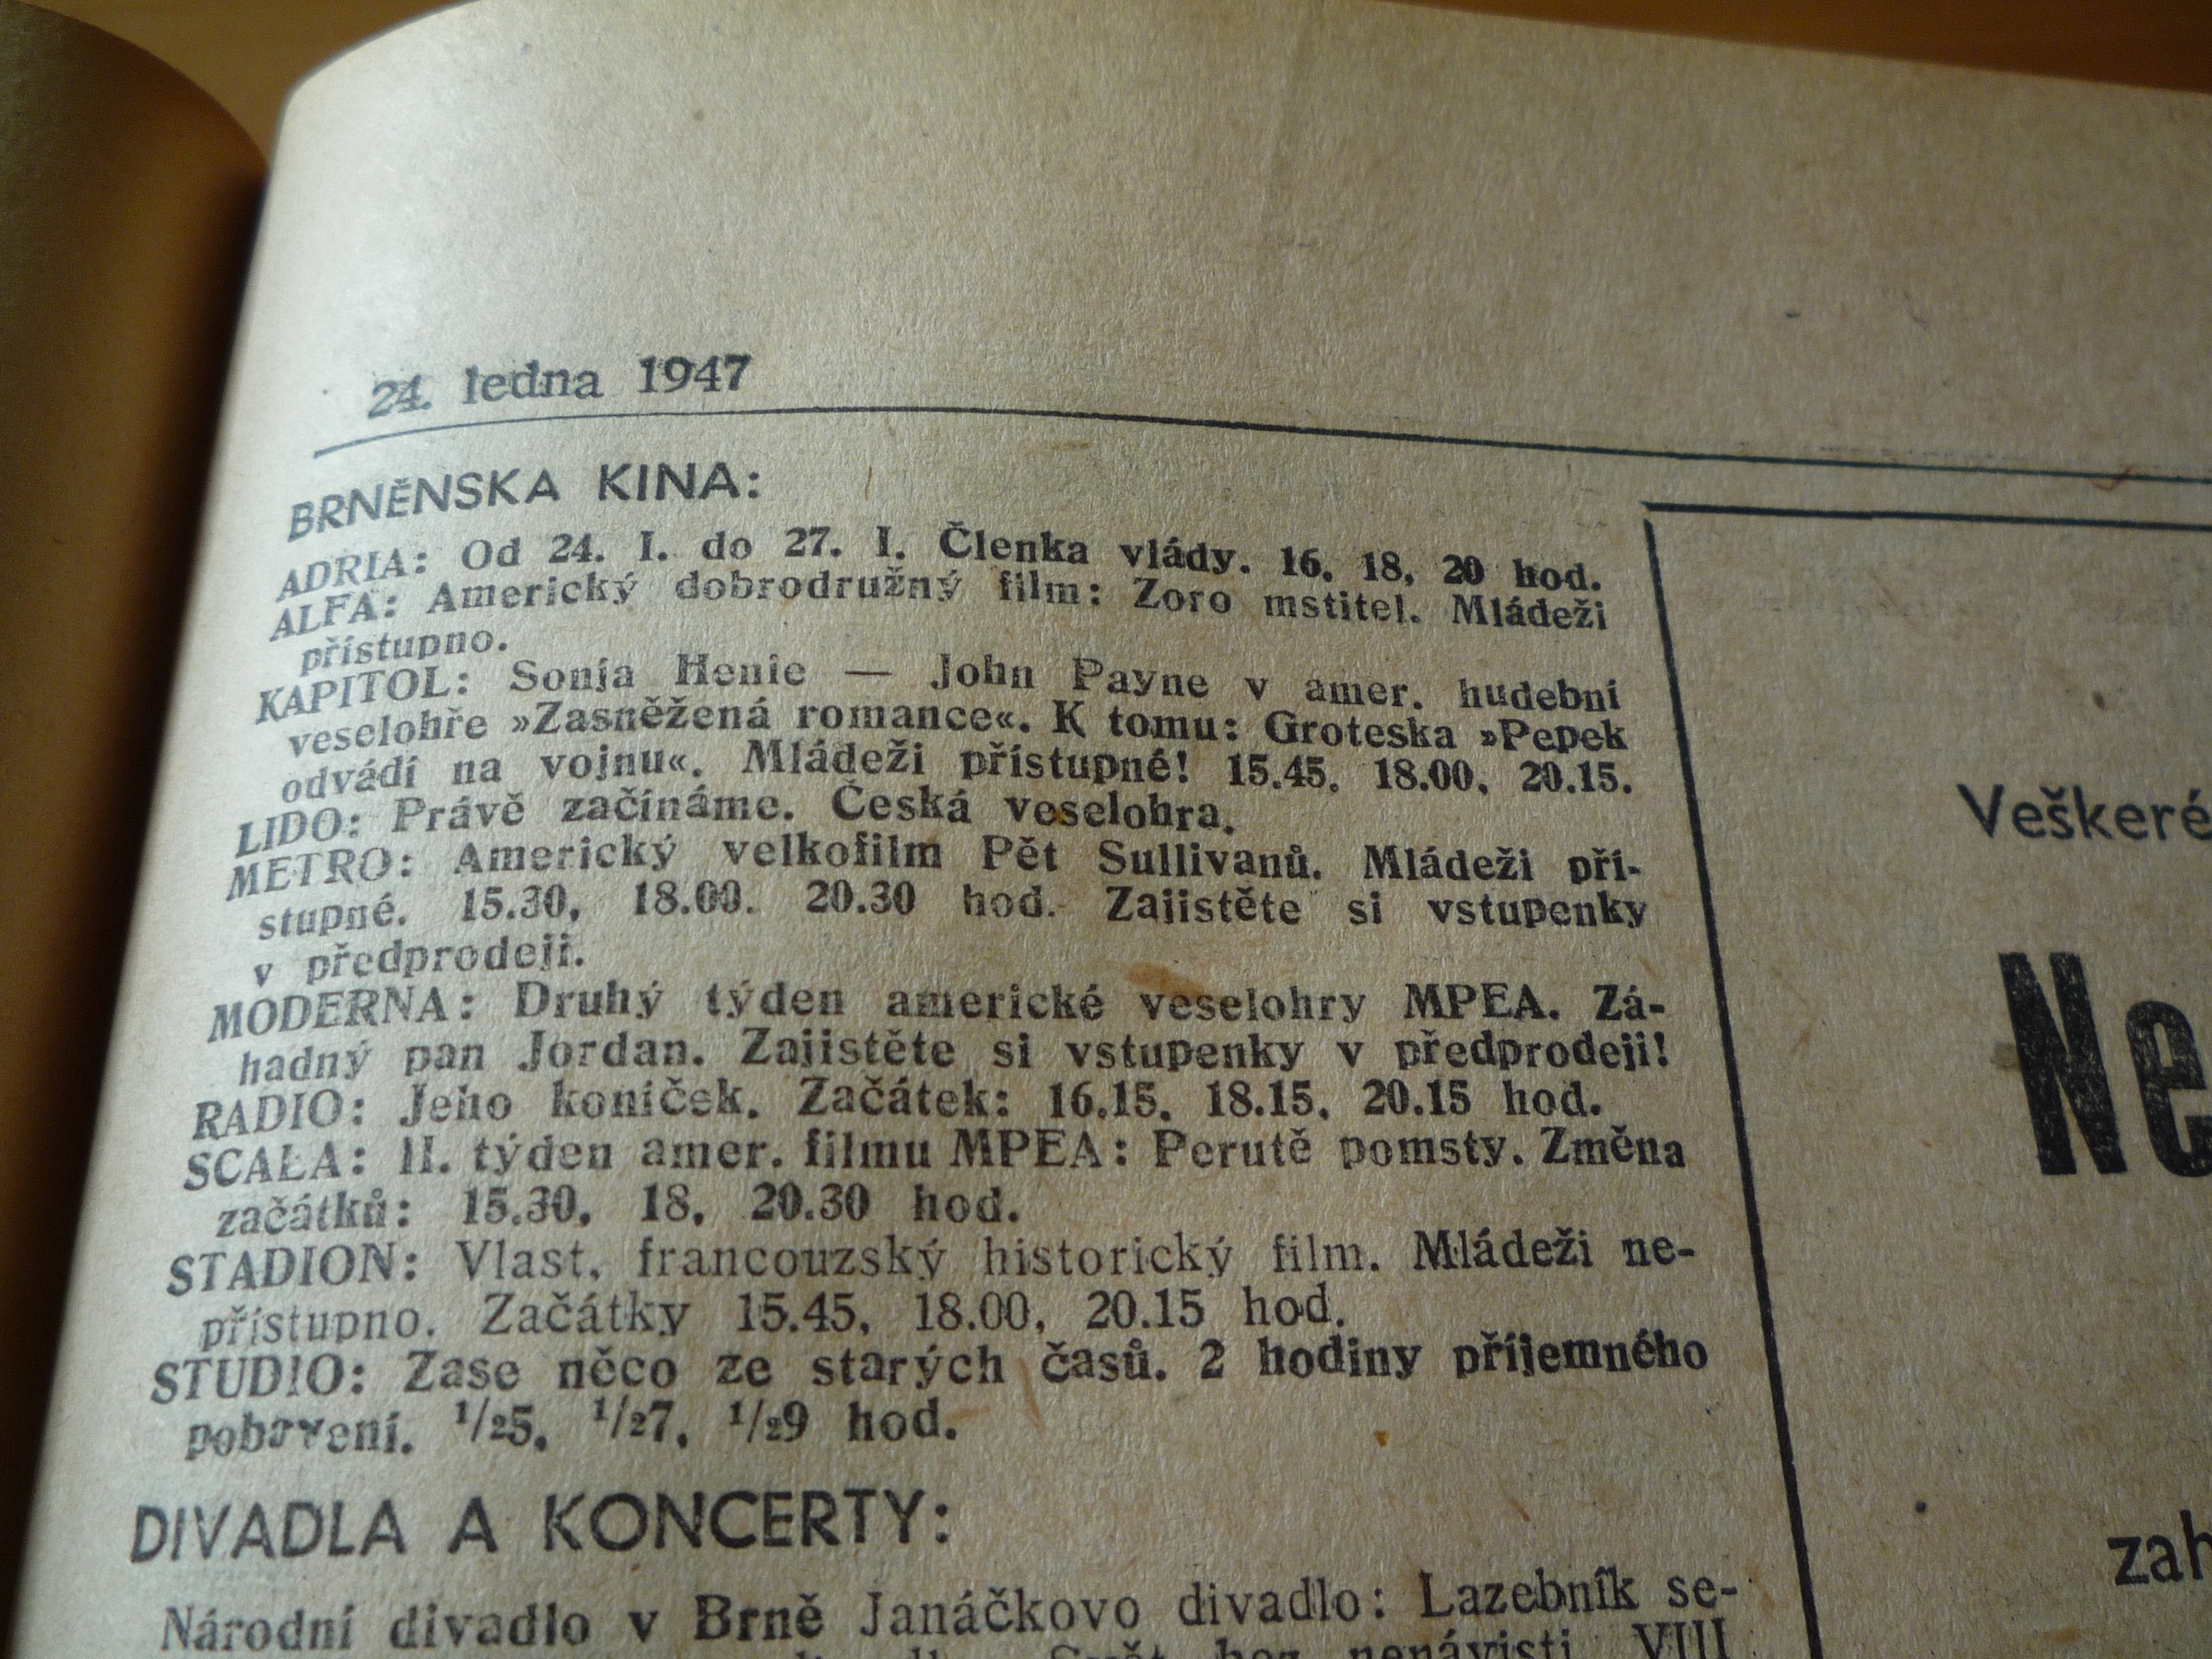 24. ledna 1947
BRNĚNSKA KINA:
ADRIA: Od 24. I. do 27. I. Členka vlády. 16, 18, 20 hod.
ALFA: Americký dobrodružný film: Zoro mstitel. Mládeži
přístupno.
KAPITOL: Sonja Henie — John Payne v amer. hudební
veselohře »Zasněžená romance«. K tomu: Groteska »Pepek
odvádí na vojnu«. Mládeži přístupné! 15.45, 18.00, 20.15.
LIDO: Právě začínáme. Česká veselohra.
METRO: Americký velkofilm Pět Sullivanů. Mládeži pří-
stupné. 15.30, 18.00. 20.30 hod. Zajistěte si vstupenky
v předprodeji.
MODERNA: Druhý týden americké veselohry MPEA. Zá-
hadný pan Jordan. Zajistěte si vstupenky v předprodeji!
RADIO: Jeho koníček. Začátek: 16.15, 18.15, 20.15 hod.
SCALA: II. týden amer. filmu MPEA: Perutě pomsty. Změna
začátků: 15.30, 18, 20.30 hod.
STADION: Vlast, francouzský historický film. Mládeži ne-
přístupno. Začátky 15.45, 18.00, 20.15 hod.
STUDIO: Zase něco ze starých časů. 2 hodiny příjemného
pobavení. 1/25, 1/27, 1/29 hod.
DIVADLA A KONCERTY:
Národní divadlo v Brně Janáčkovo divadlo: Lazebník se-
Svět bez nenávisti VIII
Veškeré
Ne
zah